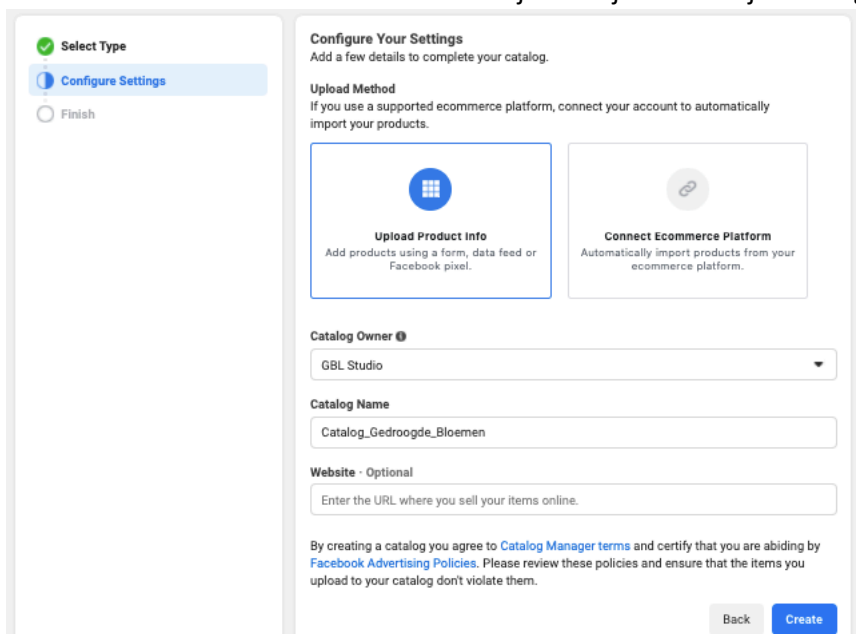 Select Type
Configure Settings
Finish
Configure Your Settings
Add a few details to complete your catalog.
Upload Method
If you use a supported ecommerce platform, connect your account to automatically
import your products.
Upload Product Info
Add products using a form, data feed or
Facebook pixel.
Connect Ecommerce Platform
Automatically import products from your
ecommerce platform.
Catalog Owner
GBL Studio
Catalog Name
Catalog_Gedroogde_Bloemen
Website · Optional
Enter the URL where you sell your items online.
By creating a catalog you agree to Catalog Manager terms and certify that you are abiding by
Facebook Advertising Policies. Please review these policies and ensure that the items you
upload to your catalog don't violate them.
Back
Create